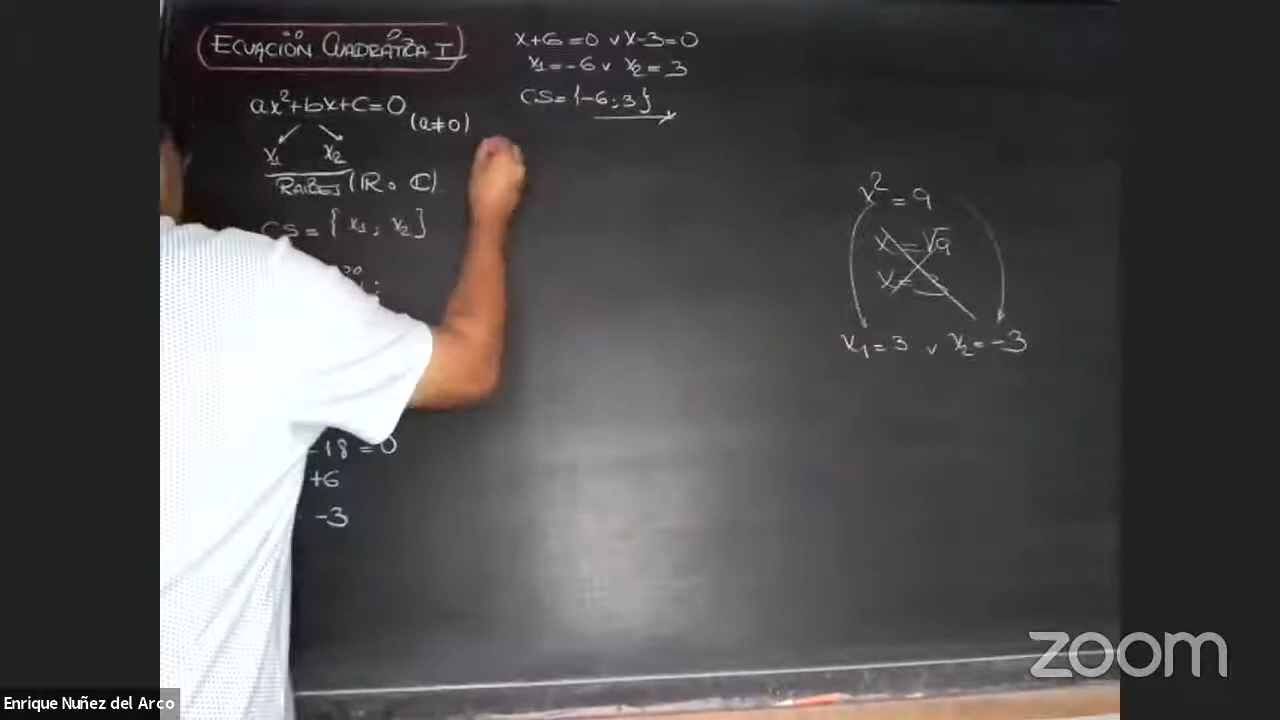 ECUACIÓN CUADRÁTICA I
ax²+bx+c=0 (a≠0)
x₁ x₂
RAÍCES (ℝ o ℂ)
CS = { x₁ ; x₂ }
-18 =0
+6
-3
x+6=0 v x-3=0
x₁=-6 v x₂=3
CS={-6;3}
x²=9
x=√9
x=3
x₁=3 v x₂=-3
zoom
Enrique Nuñez del Arco